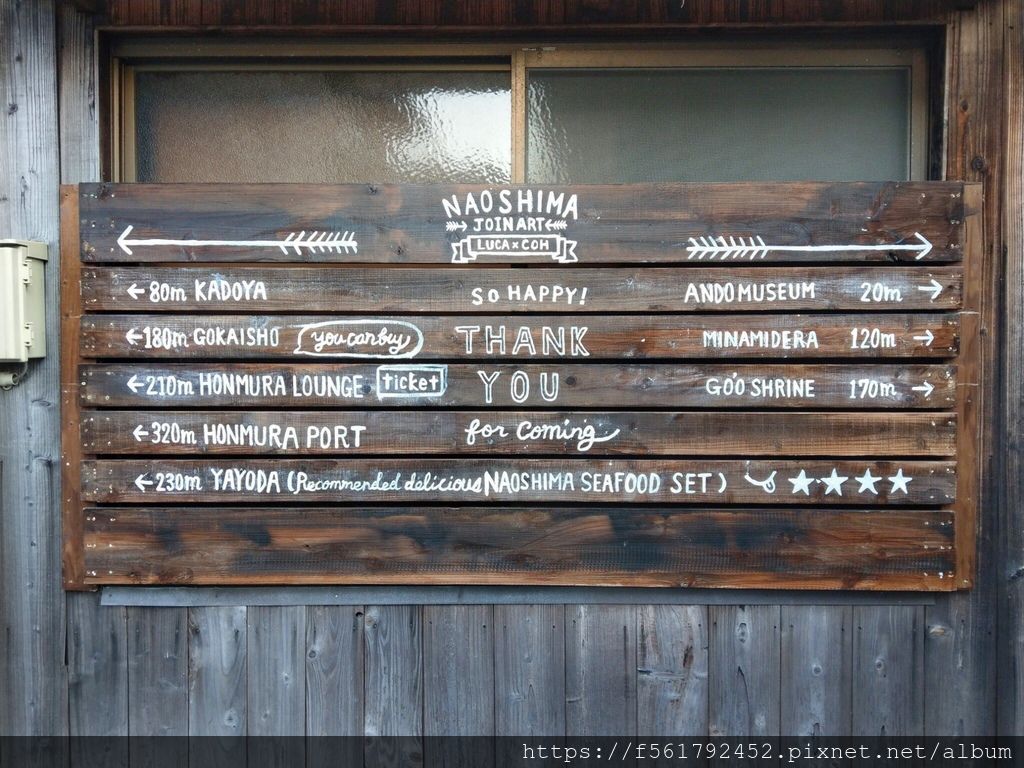 NAOSHIMA
JOIN ART
LUCA × COH
←80m KADOYA SO HAPPY! ANDO MUSEUM 20m →
←180m GOKAISHO you can buy THANK MINAMIDERA 120m →
←210m HONMURA LOUNGE ticket YOU GO'O SHRINE 170m →
←320m HONMURA PORT for coming
←230m YAYODA (Recommended delicious NAOSHIMA SEAFOOD SET) ★★★★
https://f561792452.pixnet.net/album